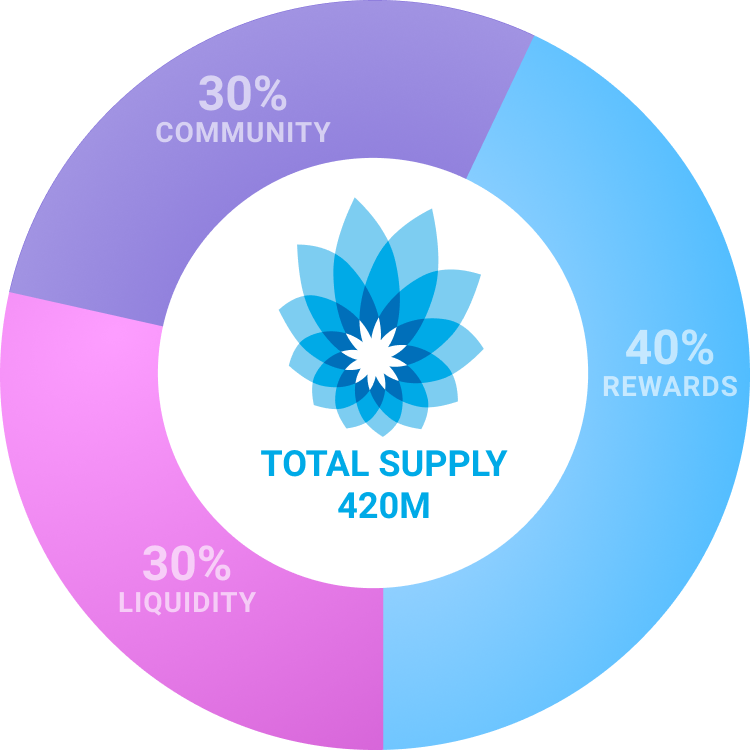 30%
COMMUNITY
40%
REWARDS
TOTAL SUPPLY
420M
30%
LIQUIDITY